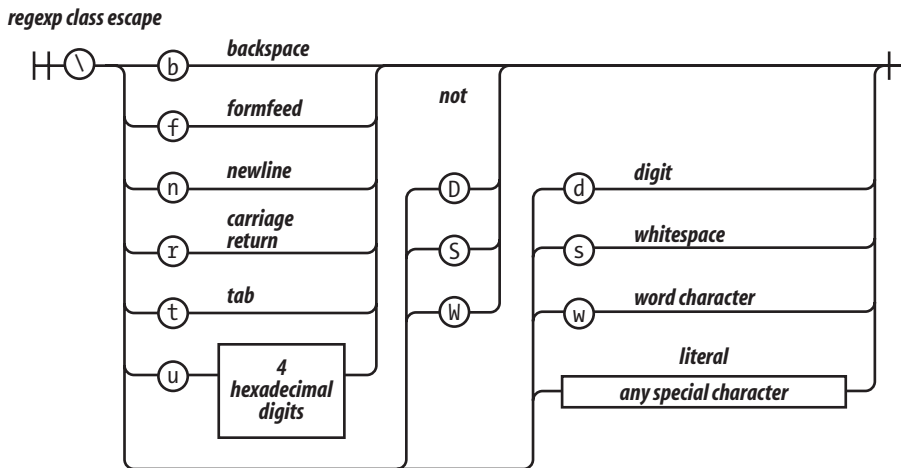 regexp class escape
\
b
backspace
f
formfeed
n
newline
r
carriage
return
t
tab
u
4
hexadecimal
digits
not
D
S
W
d
digit
s
whitespace
w
word character
literal
any special character